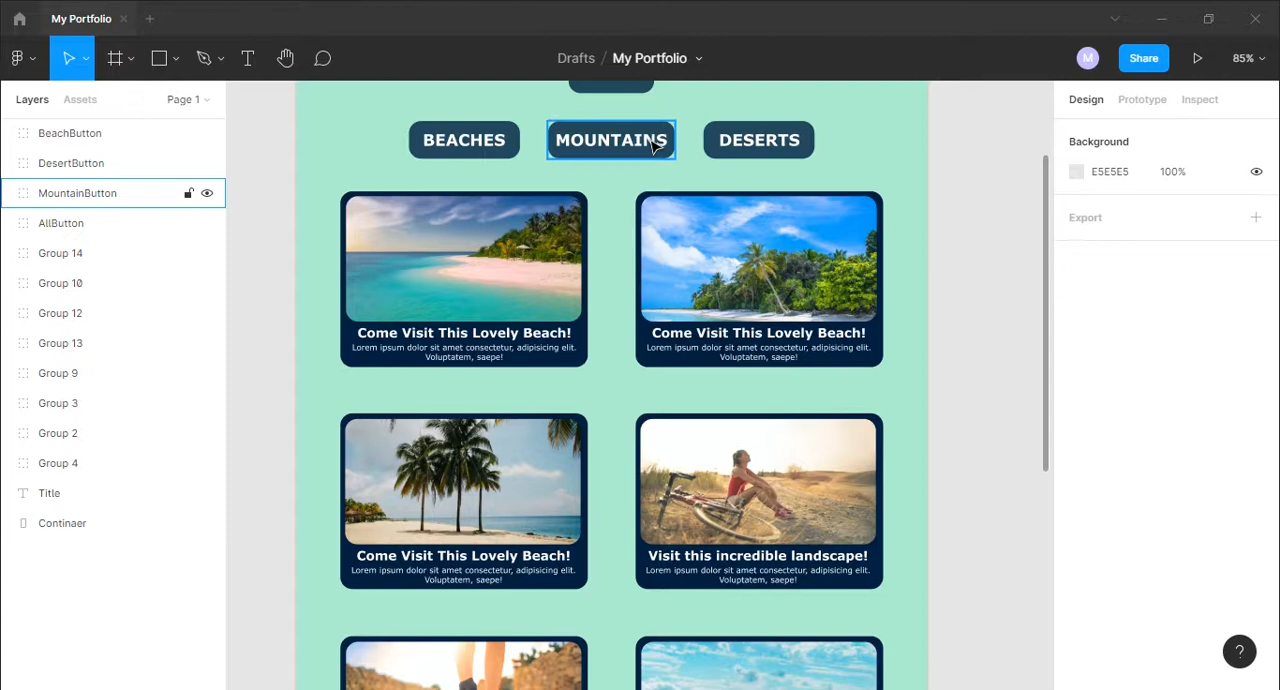 My Portfolio
Drafts / My Portfolio
M
Share
85%
Layers
Assets
Page 1
BeachButton
DesertButton
MountainButton
AllButton
Group 14
Group 10
Group 12
Group 13
Group 9
Group 3
Group 2
Group 4
Title
Continaer
BEACHES
MOUNTAINS
DESERTS
Come Visit This Lovely Beach!
Lorem ipsum dolor sit amet consectetur, adipisicing elit.
Voluptatem, saepe!
Come Visit This Lovely Beach!
Lorem ipsum dolor sit amet consectetur, adipisicing elit.
Voluptatem, saepe!
Come Visit This Lovely Beach!
Lorem ipsum dolor sit amet consectetur, adipisicing elit.
Voluptatem, saepe!
Visit this incredible landscape!
Lorem ipsum dolor sit amet consectetur, adipisicing elit.
Voluptatem, saepe!
Design
Prototype
Inspect
Background
E5E5E5
100%
Export
?